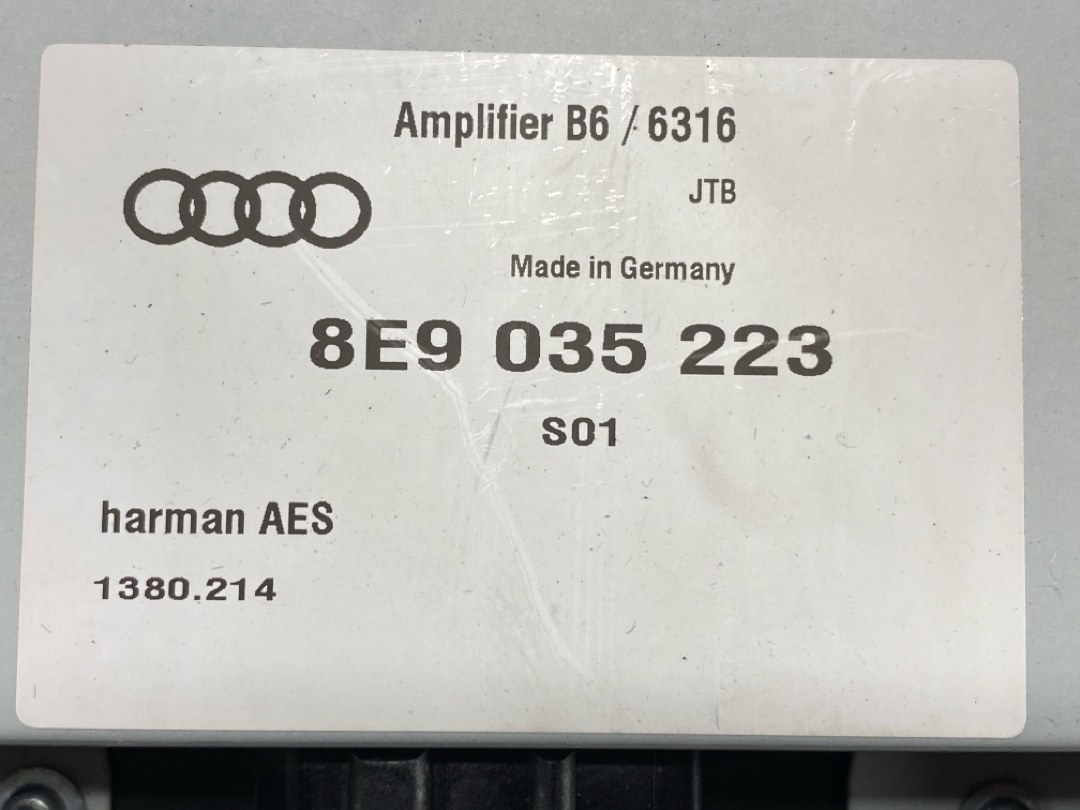 Amplifier B6 / 6316
JTB
Made in Germany
8E9 035 223
S01
harman AES
1380.214